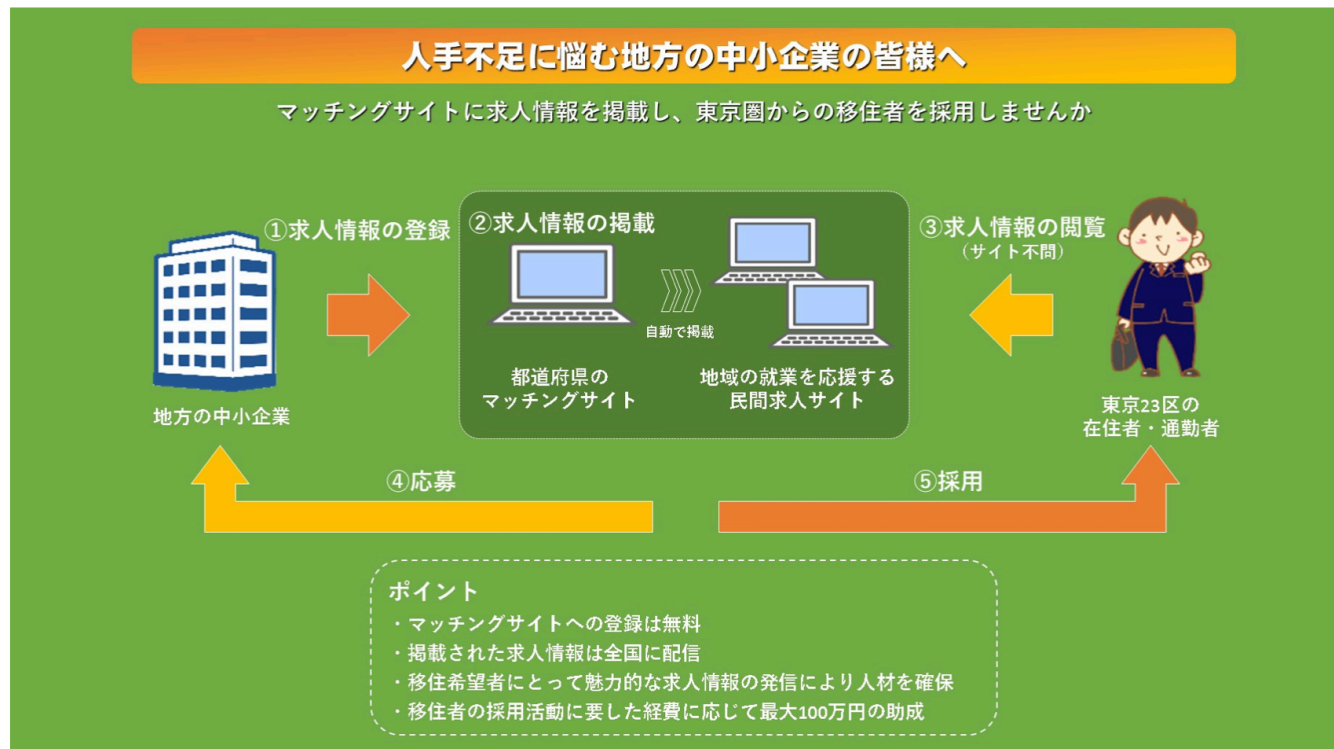 人手不足に悩む地方の中小企業の皆様へ
マッチングサイトに求人情報を掲載し、東京圏からの移住者を採用しませんか
①求人情報の登録
地方の中小企業
②求人情報の掲載
自動で掲載
都道府県の
マッチングサイト
地域の就業を応援する
民間求人サイト
③求人情報の閲覧
(サイト不問)
東京23区の
在住者・通勤者
④応募
⑤採用
ポイント
・マッチングサイトへの登録は無料
・掲載された求人情報は全国に配信
・移住希望者にとって魅力的な求人情報の発信により人材を確保
・移住者の採用活動に要した経費に応じて最大100万円の助成